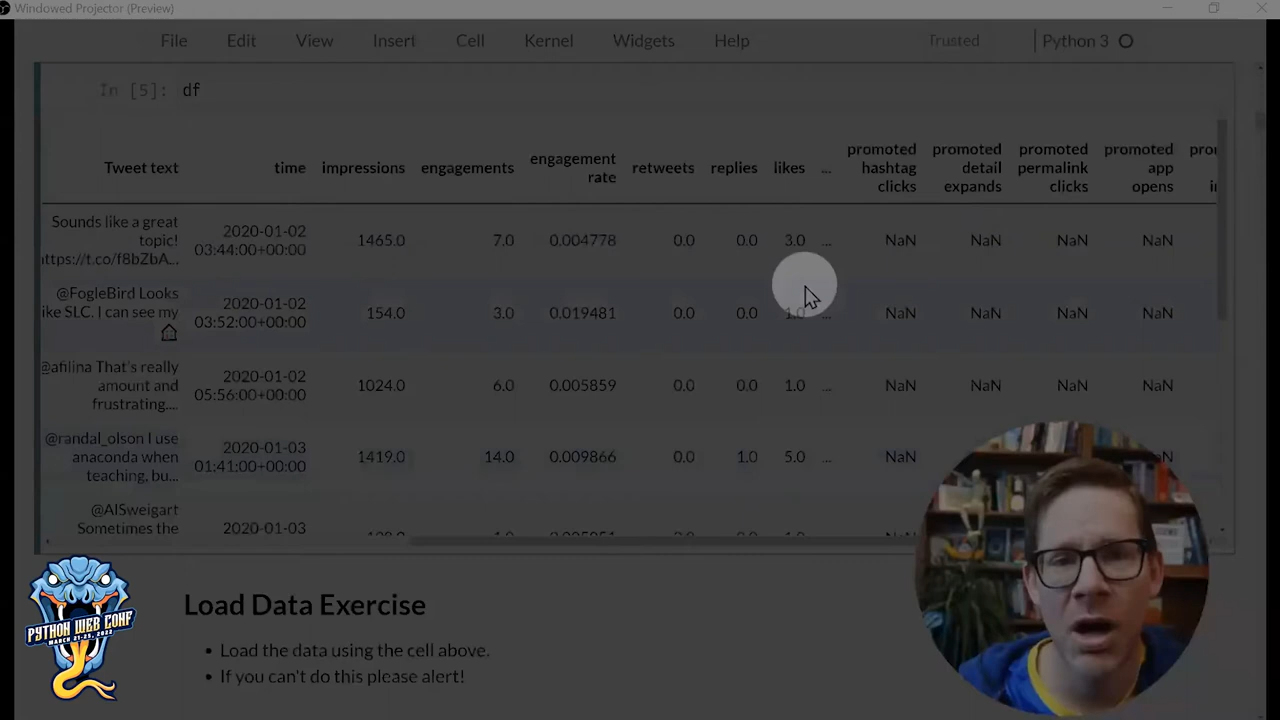 Windowed Projector (Preview)
File Edit View Insert Cell Kernel Widgets Help Trusted Python 3
In [5]: df
Tweet text time impressions engagements engagement rate retweets replies likes ... promoted hashtag clicks promoted detail expands promoted permalink clicks promoted app opens
Sounds like a great
topic! 2020-01-02 03:44:00+00:00 1465.0 7.0 0.004778 0.0 0.0 3.0 ... NaN NaN NaN NaN
ttps://t.co/f8bZbA...
@FogleBird Looks
ike SLC. I can see my 2020-01-02 03:52:00+00:00 154.0 3.0 0.019481 0.0 0.0 1.0 ... NaN NaN NaN NaN
🏠
@afilina That's really
amount and 2020-01-02 05:56:00+00:00 1024.0 6.0 0.005859 0.0 0.0 1.0 ... NaN NaN NaN NaN
frustrating....
@randal_olson I use
anaconda when 2020-01-03 01:41:00+00:00 1419.0 14.0 0.009866 0.0 1.0 5.0 ... NaN
teaching, bu...
@AlSweigart
Sometimes the 2020-01-03
Load Data Exercise
• Load the data using the cell above.
• If you can't do this please alert!
PYTHON WEB CONF
MARCH 21-25, 2022